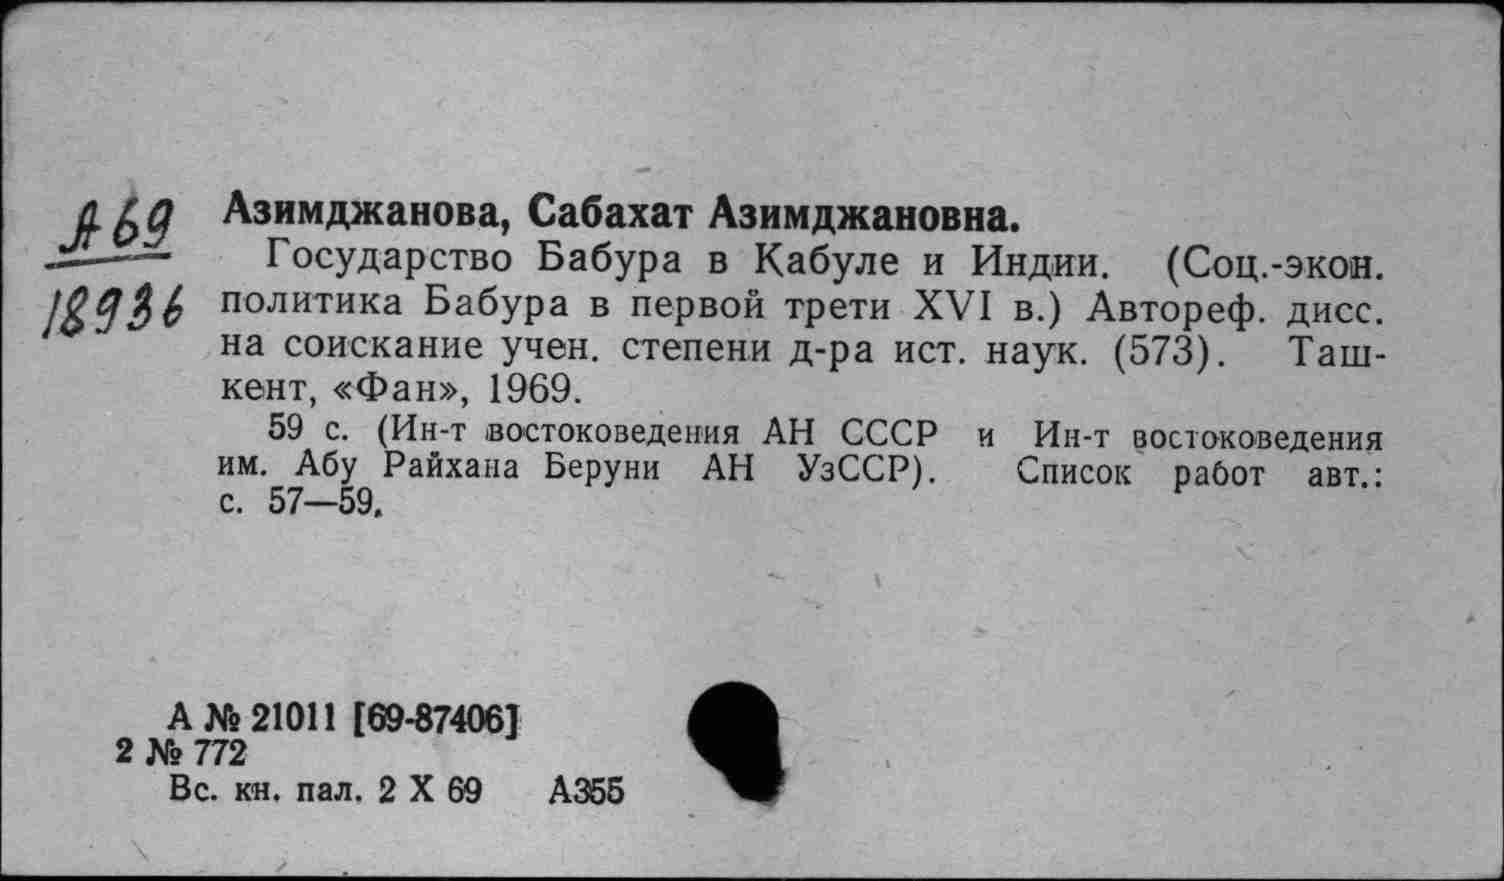 А69
18936
Азимджанова, Сабахат Азимджановна.
Государство Бабура в Кабуле и Индии. (Соц.-экон.
политика Бабура в первой трети XVI в.) Автореф. дисс.
на соискание учен. степени д-ра ист. наук. (573). Таш-
кент, «Фан», 1969.
59 с. (Ин-т востоковедения АН СССР и Ин-т востоковедения
им. Абу Райхана Беруни АН УзССР). Список работ авт.:
с. 57—59.
А № 21011 [69-87406]
2 № 772
Вс. кн. пал. 2 X 69 А355